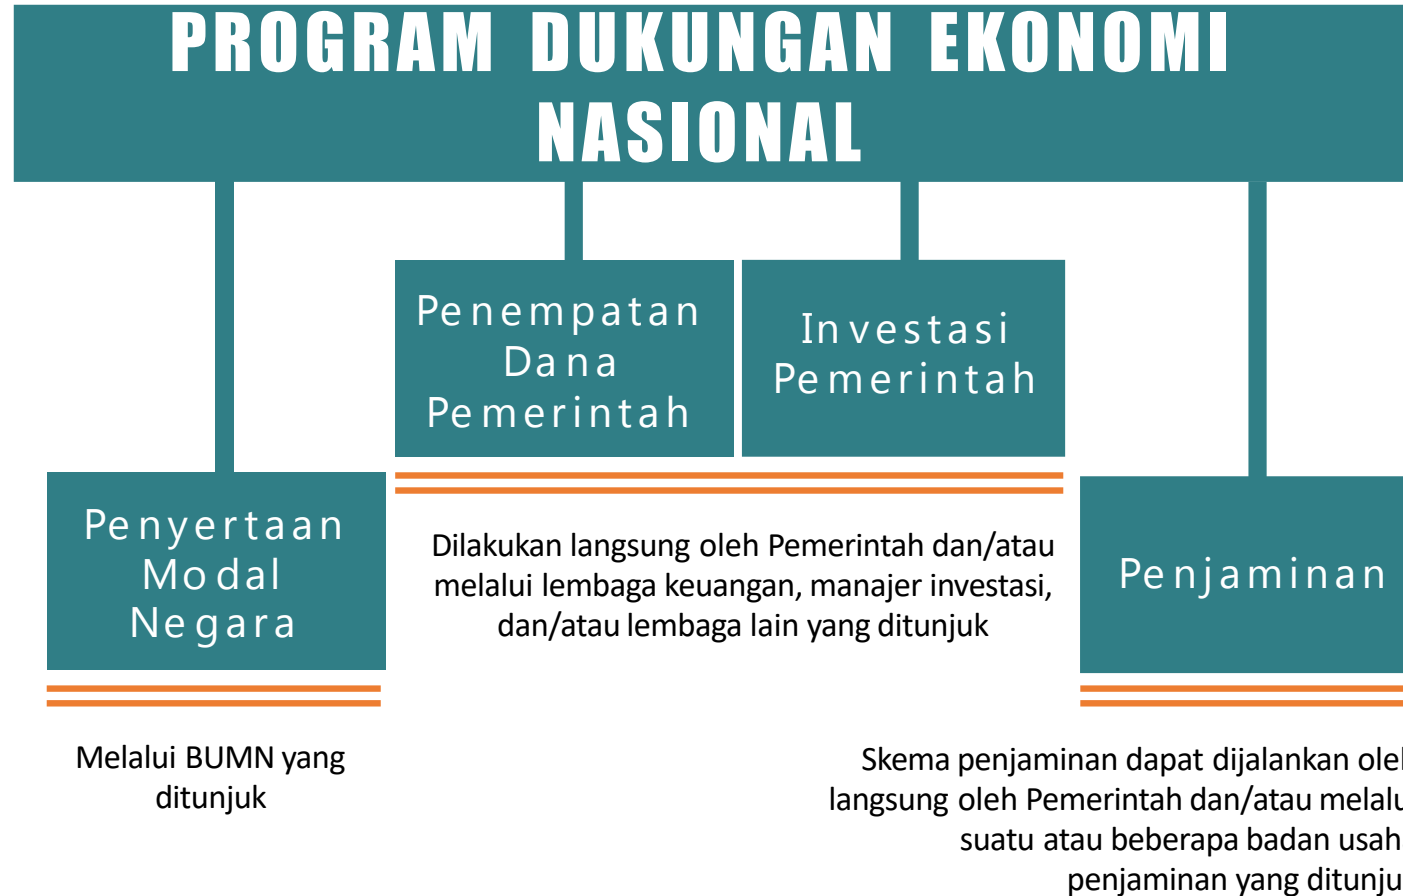 PROGRAM DUKUNGAN EKONOMI
NASIONAL
Penempatan
Dana
Pemerintah
Investasi
Pemerintah
Penyertaan
Modal
Negara
Dilakukan langsung oleh Pemerintah dan/atau
melalui lembaga keuangan, manajer investasi,
dan/atau lembaga lain yang ditunjuk
Penjaminan
Melalui BUMN yang
ditunjuk
Skema penjaminan dapat dijalankan
langsung oleh Pemerintah dan/atau
suatu atau beberapa badan
penjaminan yang